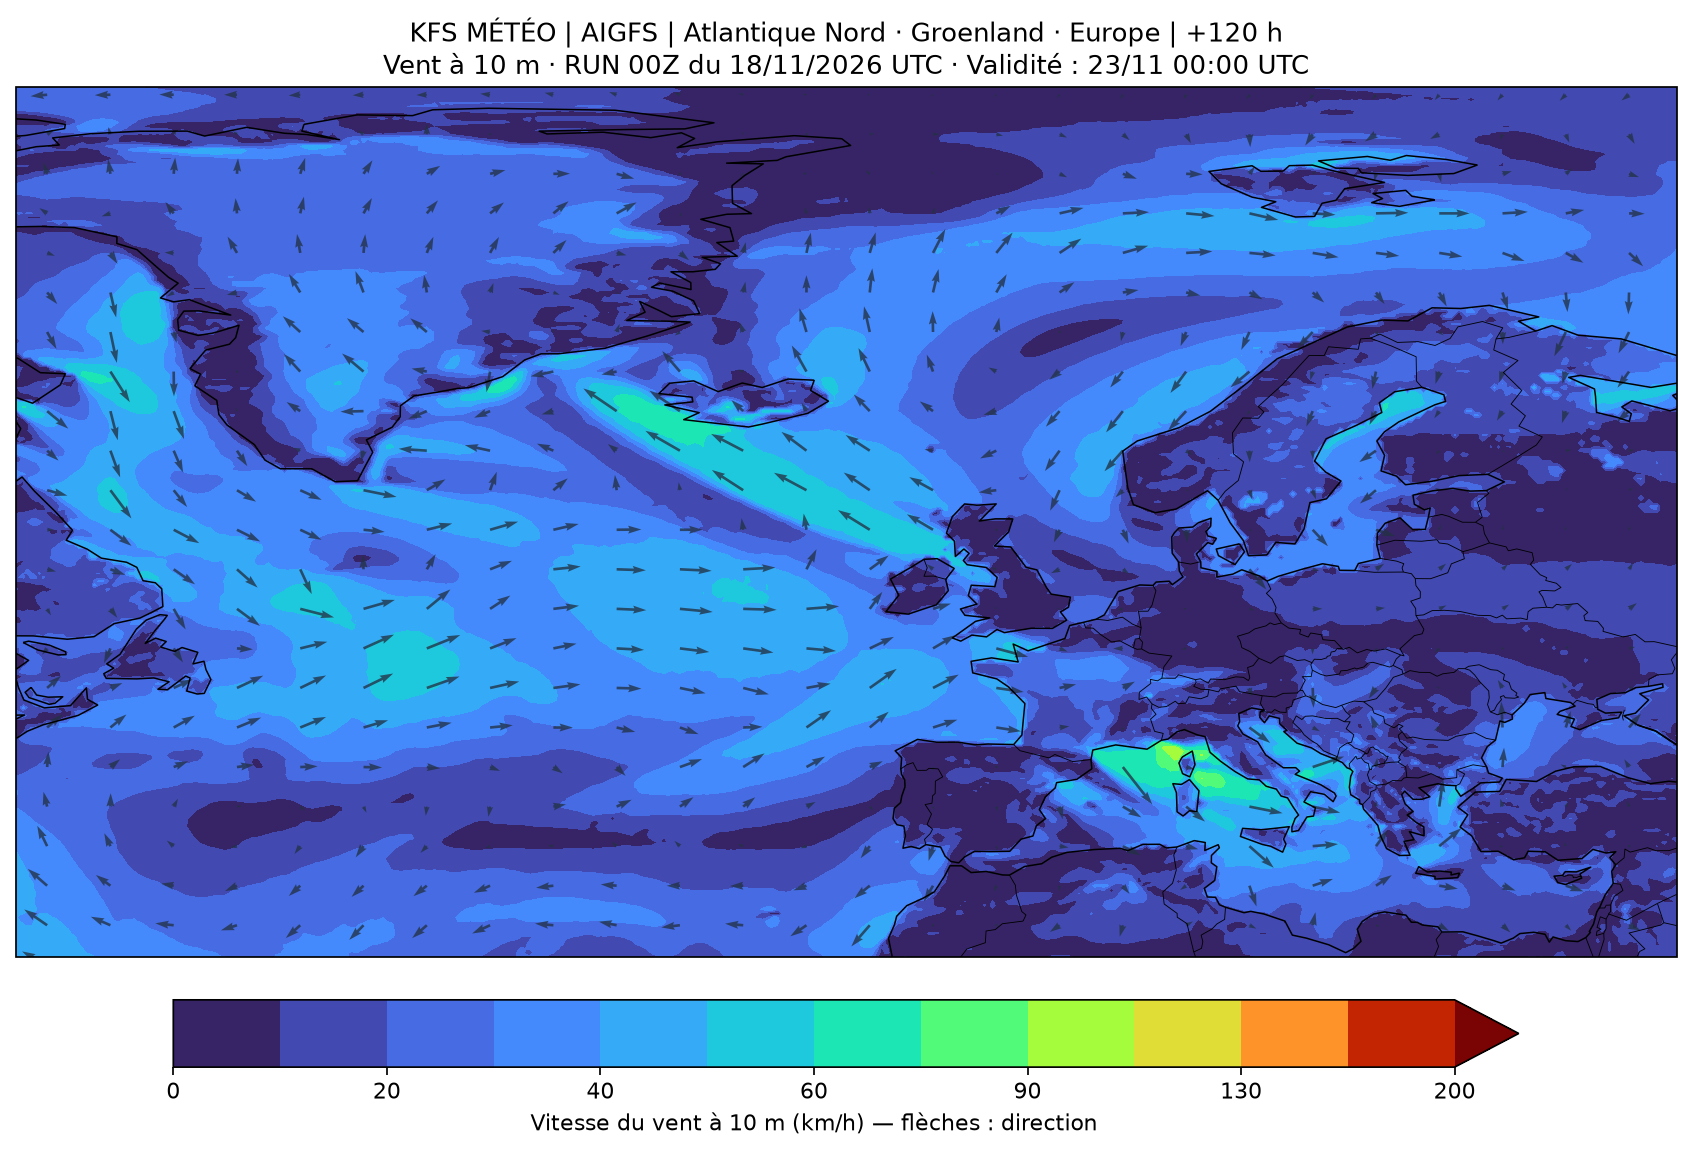 KFS MÉTÉO | AIGFS | Atlantique Nord · Groenland · Europe | +120 h
Vent à 10 m · RUN 00Z du 18/11/2026 UTC · Validité : 23/11 00:00 UTC
0 20 40 60 90 130 200
Vitesse du vent à 10 m (km/h) — flèches : direction